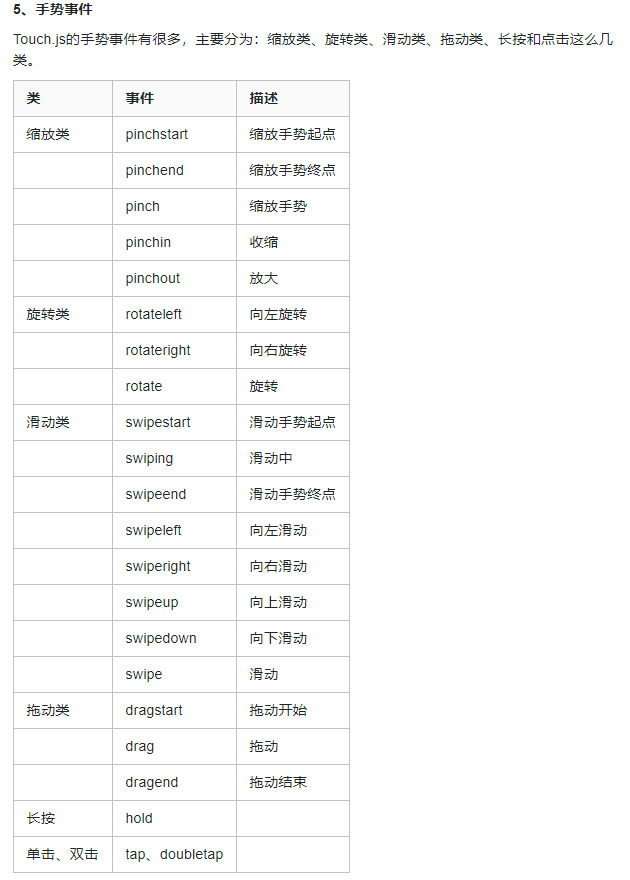 5、手势事件
Touch.js的手势事件有很多，主要分为：缩放类、旋转类、滑动类、拖动类、长按和点击这么几
类。
类 事件 描述
缩放类 pinchstart 缩放手势起点
pinchend 缩放手势终点
pinch 缩放手势
pinchin 收缩
pinchout 放大
旋转类 rotateleft 向左旋转
rotateright 向右旋转
rotate 旋转
滑动类 swipestart 滑动手势起点
swiping 滑动中
swipeend 滑动手势终点
swipeleft 向左滑动
swiperight 向右滑动
swipeup 向上滑动
swipedown 向下滑动
swipe 滑动
拖动类 dragstart 拖动开始
drag 拖动
dragend 拖动结束
长按 hold
单击、双击 tap、doubletap